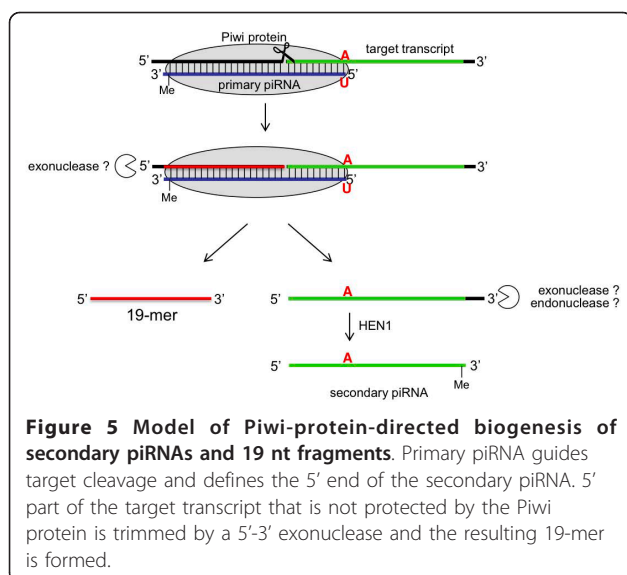 Piwi protein
A target transcript
5' 3'
3' primary piRNA 5'
Me U
A
exonuclease ? 5' 3'
3' 5'
Me U
5' 3' 5' A 3' exonuclease ?
19-mer endonuclease ?
HEN1
5' A 3'
secondary piRNA Me
Figure 5 Model of Piwi-protein-directed biogenesis of
secondary piRNAs and 19 nt fragments. Primary piRNA guides
target cleavage and defines the 5' end of the secondary piRNA. 5'
part of the target transcript that is not protected by the Piwi
protein is trimmed by a 5'-3' exonuclease and the resulting 19-mer
is formed.